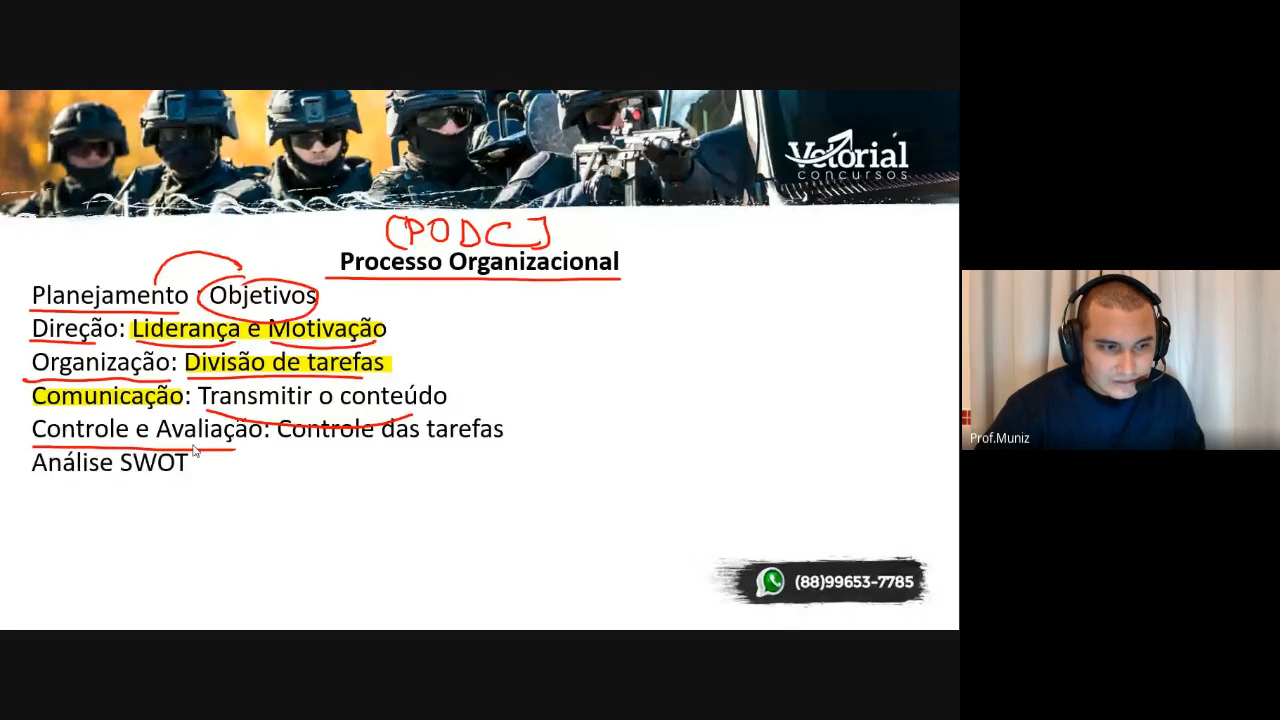 Vetorial
CONCURSOS
(PODC)
Processo Organizacional
Planejamento : Objetivos
Direção: Liderança e Motivação
Organização: Divisão de tarefas
Comunicação: Transmitir o conteúdo
Controle e Avaliação: Controle das tarefas
Análise SWOT
(88)99653-7785
Prof.Muniz